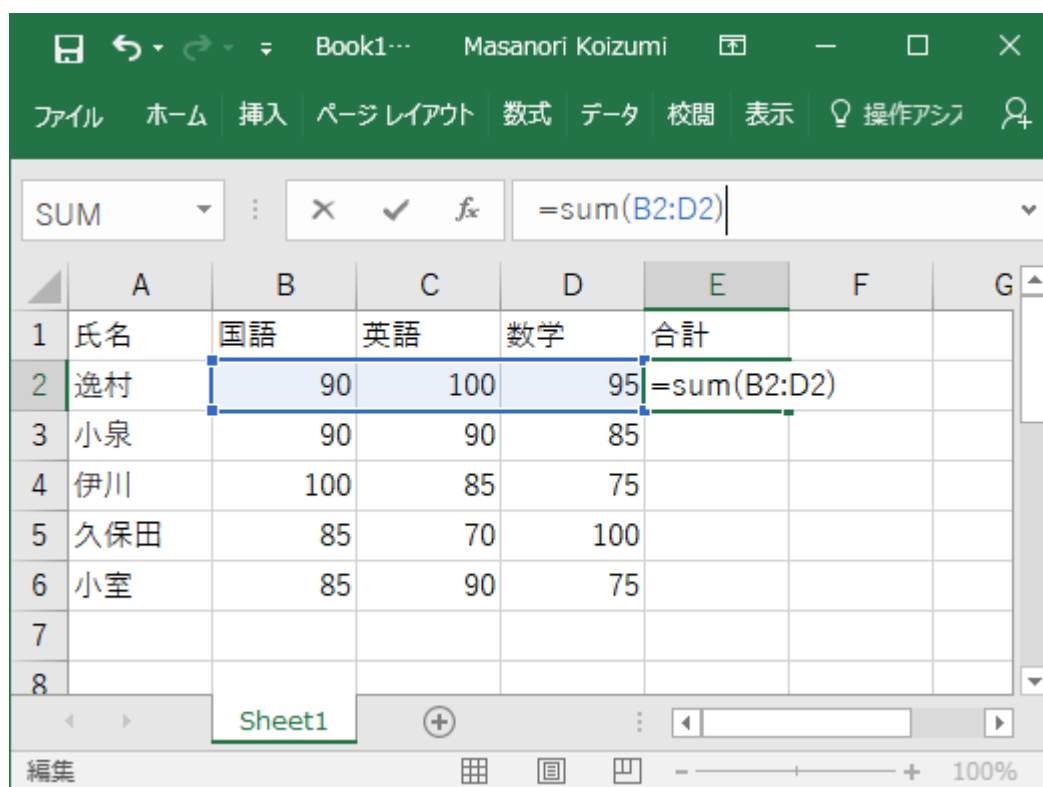 Book1… Masanori Koizumi
ファイル ホーム 挿入 ページ レイアウト 数式 データ 校閲 表示 操作アシス
SUM fx =sum(B2:D2)
A B C D E F G
1 氏名 国語 英語 数学 合計
2 逸村 90 100 95 =sum(B2:D2)
3 小泉 90 90 85
4 伊川 100 85 75
5 久保田 85 70 100
6 小室 85 90 75
7
8
Sheet1
編集 100%